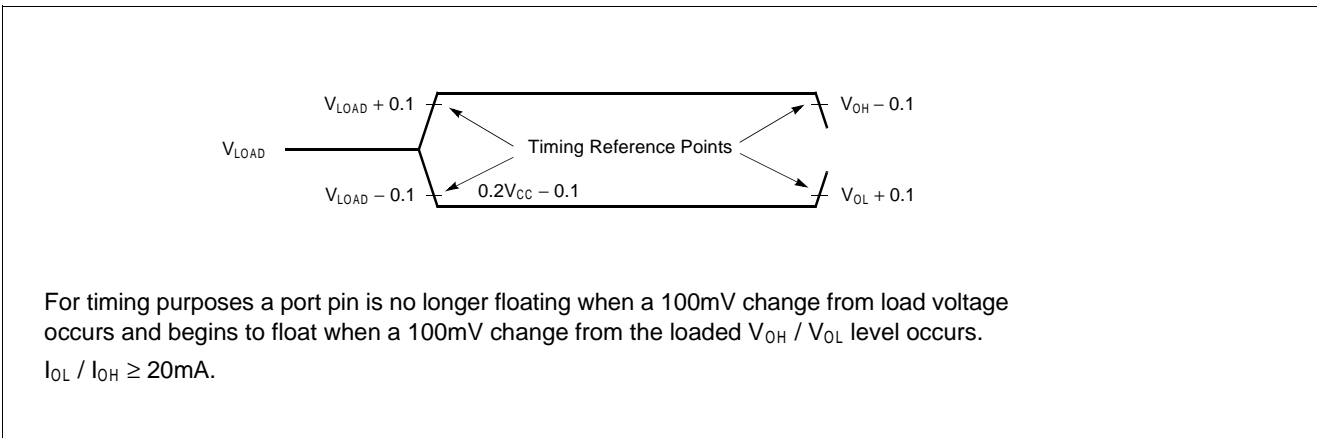 V_LOAD + 0.1
V_OH − 0.1
V_LOAD
Timing Reference Points
V_LOAD − 0.1
0.2V_CC − 0.1
V_OL + 0.1
For timing purposes a port pin is no longer floating when a 100mV change from load voltage
occurs and begins to float when a 100mV change from the loaded V_OH / V_OL level occurs.
I_OL / I_OH ≥ 20mA.